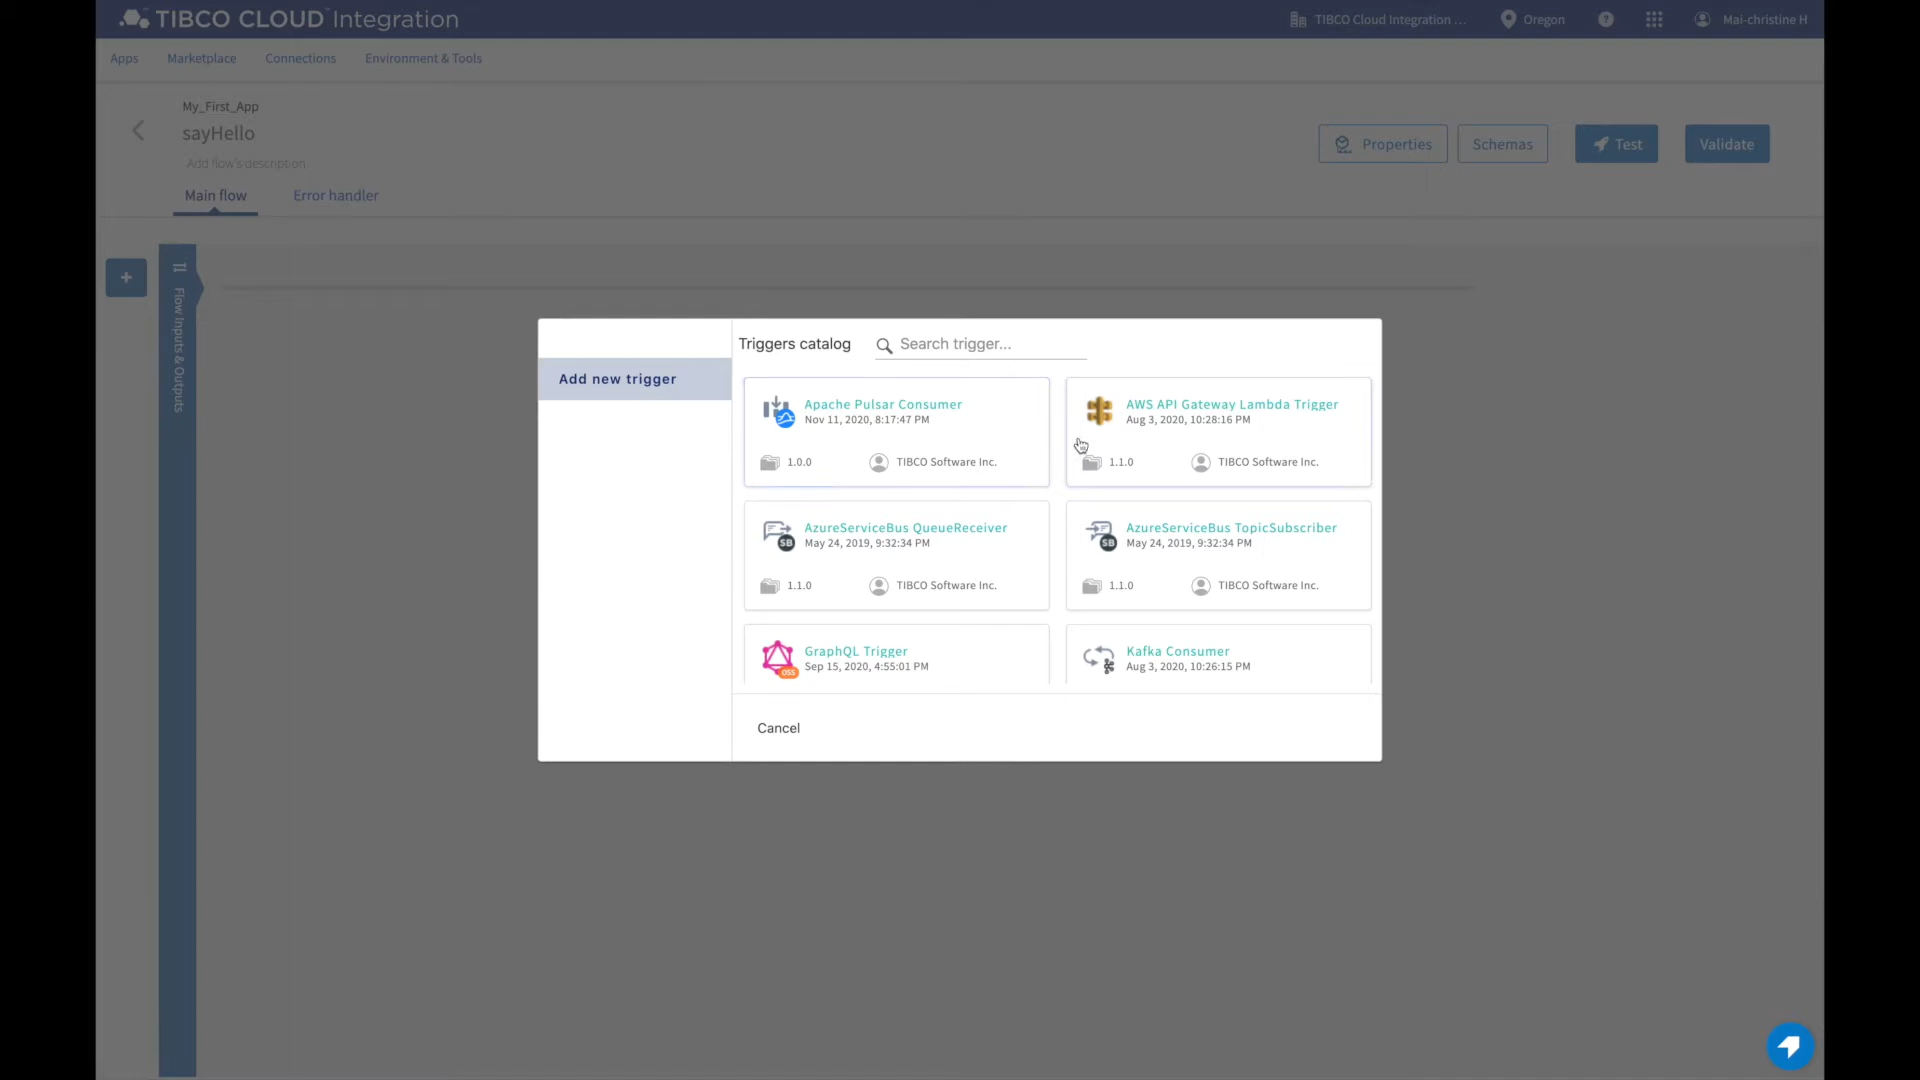 TIBCO CLOUD™ Integration
TIBCO Cloud Integration ...
Oregon
?
Mai-christine H
Apps
Marketplace
Connections
Environment & Tools
My_First_App
sayHello
Add flow's description
Properties
Schemas
Test
Validate
Main flow
Error handler
+
Flow Inputs & Outputs
Add new trigger
Triggers catalog
Search trigger...
Apache Pulsar Consumer
Nov 11, 2020, 8:17:47 PM
1.0.0
TIBCO Software Inc.
AWS API Gateway Lambda Trigger
Aug 3, 2020, 10:28:16 PM
1.1.0
TIBCO Software Inc.
AzureServiceBus QueueReceiver
May 24, 2019, 9:32:34 PM
SB
1.1.0
TIBCO Software Inc.
AzureServiceBus TopicSubscriber
May 24, 2019, 9:32:34 PM
SB
1.1.0
TIBCO Software Inc.
GraphQL Trigger
Sep 15, 2020, 4:55:01 PM
OSS
Kafka Consumer
Aug 3, 2020, 10:26:15 PM
Cancel